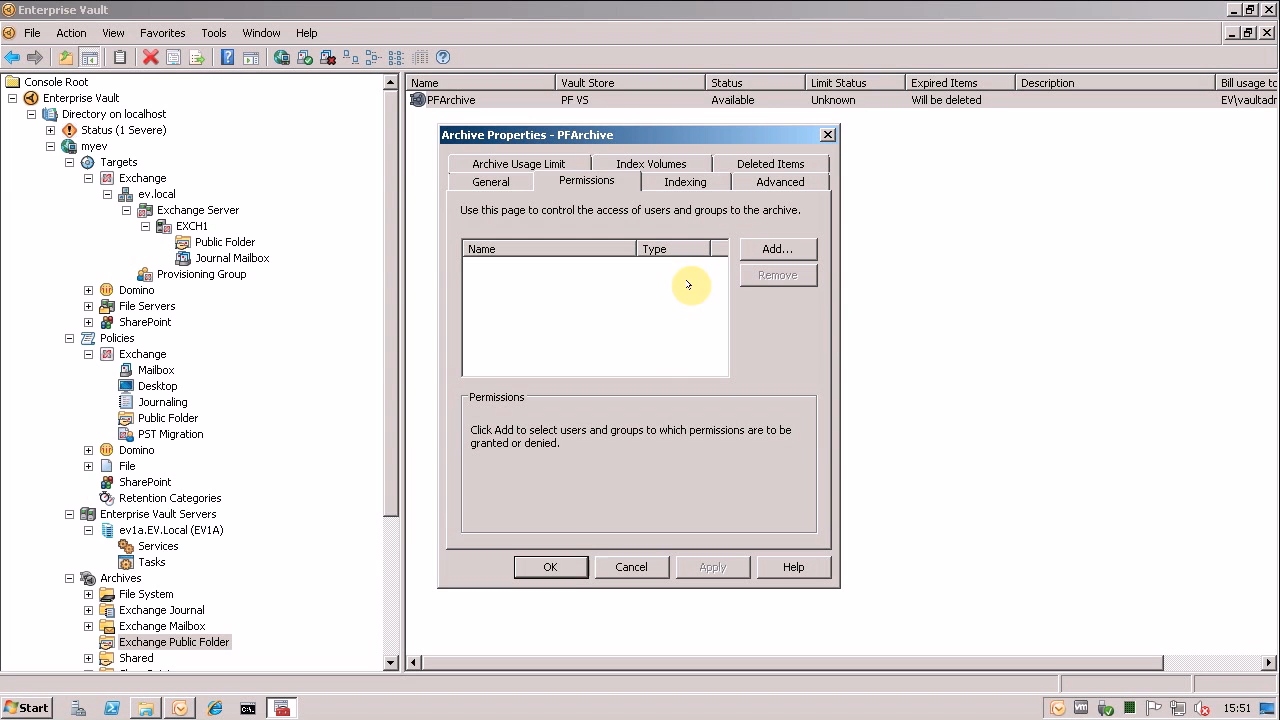 Enterprise Vault
File Action View Favorites Tools Window Help
Console Root
Enterprise Vault
Directory on localhost
Status (1 Severe)
myev
Targets
Exchange
ev.local
Exchange Server
EXCH1
Public Folder
Journal Mailbox
Provisioning Group
Domino
File Servers
SharePoint
Policies
Exchange
Mailbox
Desktop
Journaling
Public Folder
PST Migration
Domino
File
SharePoint
Retention Categories
Enterprise Vault Servers
ev1a.EV.Local (EV1A)
Services
Tasks
Archives
File System
Exchange Journal
Exchange Mailbox
Exchange Public Folder
Shared
Name Vault Store Status Limit Status Expired Items Description Bill usage to
PFArchive PF VS Available Unknown Will be deleted EV\vaultadr
Archive Properties - PFArchive
Archive Usage Limit Index Volumes Deleted Items
General Permissions Indexing Advanced
Use this page to control the access of users and groups to the archive.
Name Type
Add...
Remove
Permissions
Click Add to select users and groups to which permissions are to be
granted or denied.
OK Cancel Apply Help
Start
15:51